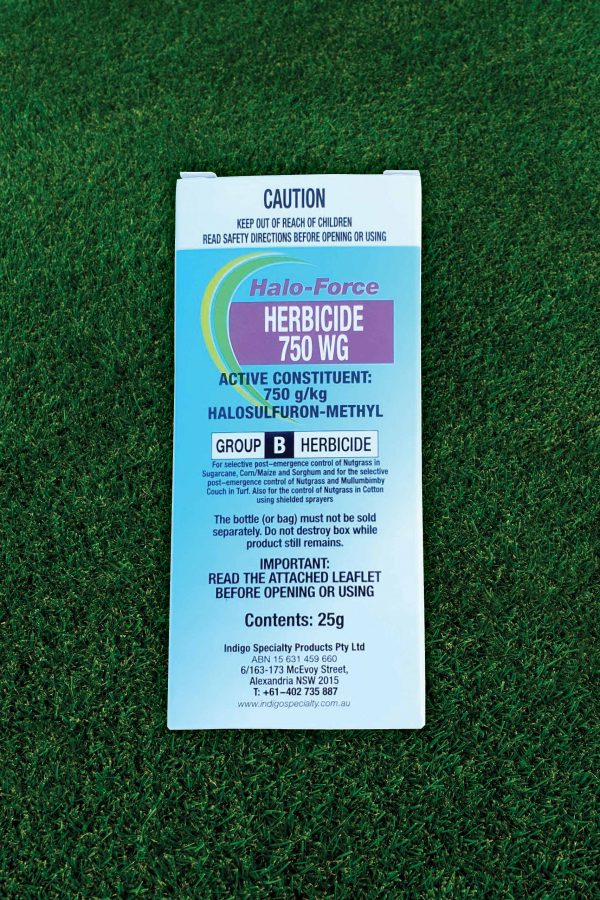 CAUTION
KEEP OUT OF REACH OF CHILDREN
READ SAFETY DIRECTIONS BEFORE OPENING OR USING
Halo-Force
HERBICIDE
750 WG
ACTIVE CONSTITUENT:
750 g/kg
HALOSULFURON-METHYL
GROUP B HERBICIDE
For selective post–emergence control of Nutgrass in
Sugarcane, Corn/Maize and Sorghum and for the selective
post–emergence control of Nutgrass and Mullumbimby
Couch in Turf. Also for the control of Nutgrass in Cotton
using shielded sprayers
The bottle (or bag) must not be sold
separately. Do not destroy box while
product still remains.
IMPORTANT:
READ THE ATTACHED LEAFLET
BEFORE OPENING OR USING
Contents: 25g
Indigo Specialty Products Pty Ltd
ABN 15 631 459 660
6/163-173 McEvoy Street,
Alexandria NSW 2015
T: +61–402 735 887
www.indigospecialty.com.au